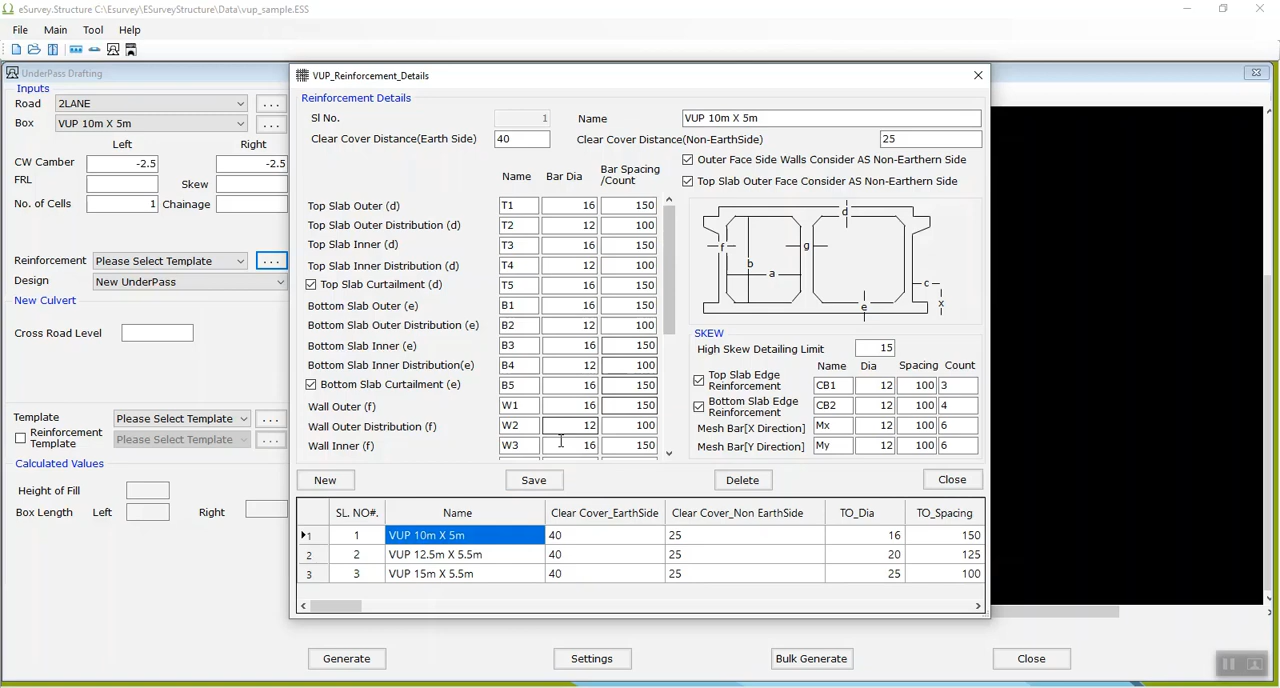 eSurvey.Structure C:\Esurvey\ESurveyStructure\Data\vup_sample.ESS
File Main Tool Help
UnderPass Drafting
Inputs
Road 2LANE ...
Box VUP 10m X 5m ...
Left Right
CW Camber -2.5 -2.5
FRL Skew
No. of Cells 1 Chainage
Reinforcement Please Select Template ...
Design New UnderPass
New Culvert
Cross Road Level
Template Please Select Template ...
Reinforcement Template Please Select Template ...
Calculated Values
Height of Fill
Box Length Left Right
VUP_Reinforcement_Details
Reinforcement Details
Sl No. 1 Name VUP 10m X 5m
Clear Cover Distance(Earth Side) 40 Clear Cover Distance(Non-EarthSide) 25
Outer Face Side Walls Consider AS Non-Earthern Side
Top Slab Outer Face Consider AS Non-Earthern Side
Name Bar Dia Bar Spacing /Count
Top Slab Outer (d) T1 16 150
Top Slab Outer Distribution (d) T2 12 100
Top Slab Inner (d) T3 16 150
Top Slab Inner Distribution (d) T4 12 100
Top Slab Curtailment (d) T5 16 150
Bottom Slab Outer (e) B1 16 150
Bottom Slab Outer Distribution (e) B2 12 100
Bottom Slab Inner (e) B3 16 150
Bottom Slab Inner Distribution(e) B4 12 100
Bottom Slab Curtailment (e) B5 16 150
Wall Outer (f) W1 16 150
Wall Outer Distribution (f) W2 12 100
Wall Inner (f) W3 16 150
d
f g
b
a c
e x
SKEW
High Skew Detailing Limit 15
Name Dia Spacing Count
Top Slab Edge Reinforcement CB1 12 100 3
Bottom Slab Edge Reinforcement CB2 12 100 4
Mesh Bar[X Direction] Mx 12 100 6
Mesh Bar[Y Direction] My 12 100 6
New Save Delete Close
SL. NO#. Name Clear Cover_EarthSide Clear Cover_Non EarthSide TO_Dia TO_Spacing
1 1 VUP 10m X 5m 40 25 16 150
2 2 VUP 12.5m X 5.5m 40 25 20 125
3 3 VUP 15m X 5.5m 40 25 25 100
Generate Settings Bulk Generate Close